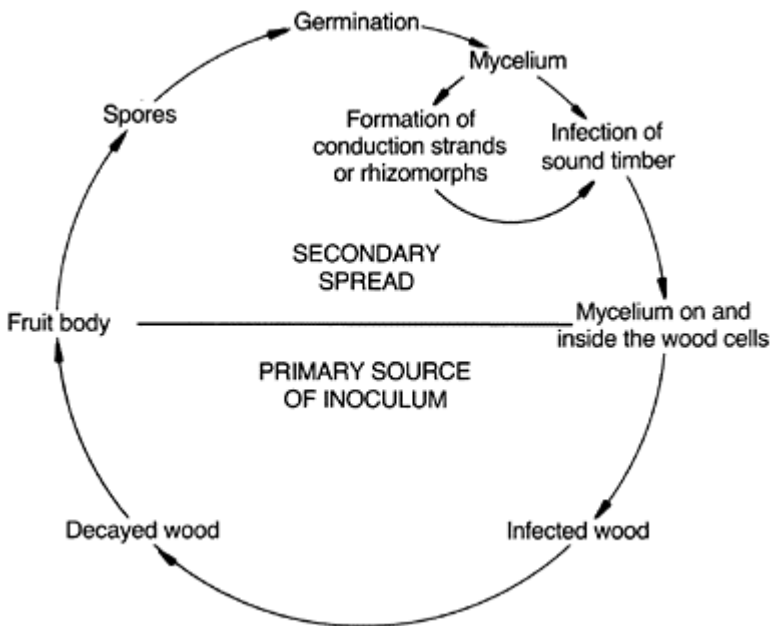 Germination
Mycelium
Spores
Formation of
conduction strands
or rhizomorphs
Infection of
sound timber
SECONDARY
SPREAD
Fruit body
Mycelium on and
inside the wood cells
PRIMARY SOURCE
OF INOCULUM
Decayed wood
Infected wood